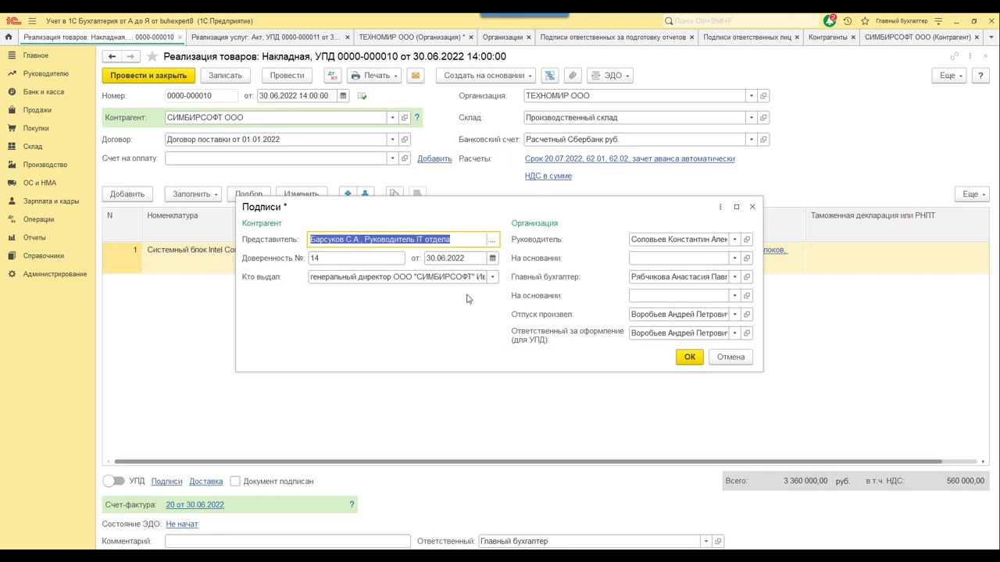 Учет в 1С Бухгалтерия от А до Я от buhexpert8 (1С:Предприятие)
Поиск Ctrl+Shift+F
2
Главный бухгалтер
Реализация товаров: Накладная,... 0000-000010
Реализация услуг: Акт, УПД 0000-000011 от 3...
ТЕХНОМИР ООО (Организация) *
Организации
Подписи ответственных за подготовку отчетов
Подписи ответственных лиц
Контрагенты
СИМБИРСОФТ ООО (Контрагент)
Главное
Руководителю
Банк и касса
Продажи
Покупки
Склад
Производство
ОС и НМА
Зарплата и кадры
Операции
Отчеты
Справочники
Администрирование
Реализация товаров: Накладная, УПД 0000-000010 от 30.06.2022 14:00:00
Провести и закрыть
Записать
Провести
Печать
Создать на основании
ЭДО
Еще
?
Номер: 0000-000010 от: 30.06.2022 14:00:00
Организация: ТЕХНОМИР ООО
Контрагент: СИМБИРСОФТ ООО ?
Склад: Производственный склад
Договор: Договор поставки от 01.01.2022
Банковский счет: Расчетный Сбербанк руб.
Счет на оплату: Добавить
Расчеты: Срок 20.07.2022, 62.01, 62.02, зачет аванса автоматически
НДС в сумме
Добавить
Заполнить
Подбор
Изменить
Еще
N
Номенклатура
Таможенная декларация или РНПТ
1
Системный блок Intel Cor
Подписи *
Контрагент
Организация
Представитель: Барсуков С.А., Руководитель IT отдела ...
Руководитель: Соловьев Константин Алек
Доверенность №: 14 от: 30.06.2022
На основании:
Кто выдал: генеральный директор ООО "СИМБИРСОФТ" Ив
Главный бухгалтер: Рябчикова Анастасия Павл
На основании:
Отпуск произвел: Воробьев Андрей Петрович
Ответственный за оформление
(для УПД): Воробьев Андрей Петрович
ОК
Отмена
УПД
Подписи
Доставка
Документ подписан
Всего: 3 360 000,00 руб. в т.ч. НДС: 560 000,00
Счет-фактура: 20 от 30.06.2022 ?
Состояние ЭДО: Не начат
Комментарий:
Ответственный: Главный бухгалтер